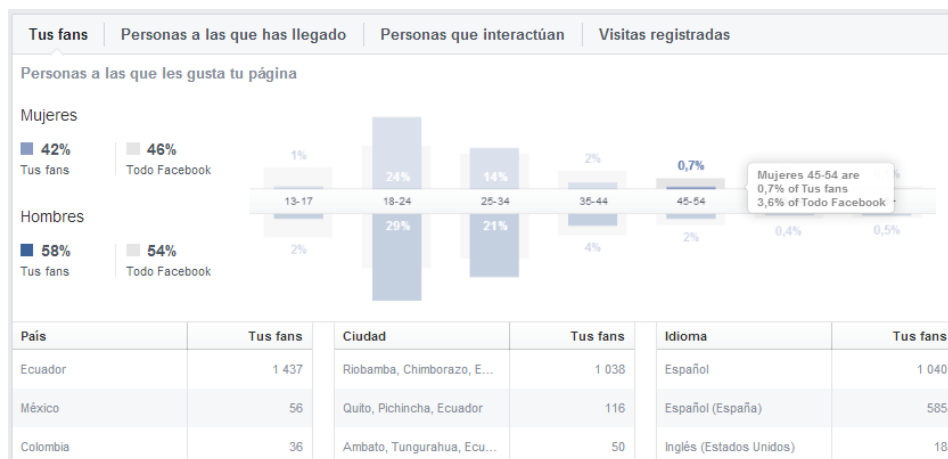 Tus fans Personas a las que has llegado Personas que interactúan Visitas registradas
Personas a las que les gusta tu página
Mujeres
42% 46%
Tus fans Todo Facebook
1% 24% 14% 2% 0,7%
Mujeres 45-54 are
0,7% of Tus fans
3,6% of Todo Facebook
13-17 18-24 25-34 35-44 45-54
Hombres
58% 54%
Tus fans Todo Facebook
2% 29% 21% 4% 2% 0,4% 0,5%
País Tus fans Ciudad Tus fans Idioma Tus fans
Ecuador 1 437 Riobamba, Chimborazo, E... 1 038 Español 1 040
México 56 Quito, Pichincha, Ecuador 116 Español (España) 585
Colombia 36 Ambato, Tungurahua, Ecu... 50 Inglés (Estados Unidos) 18